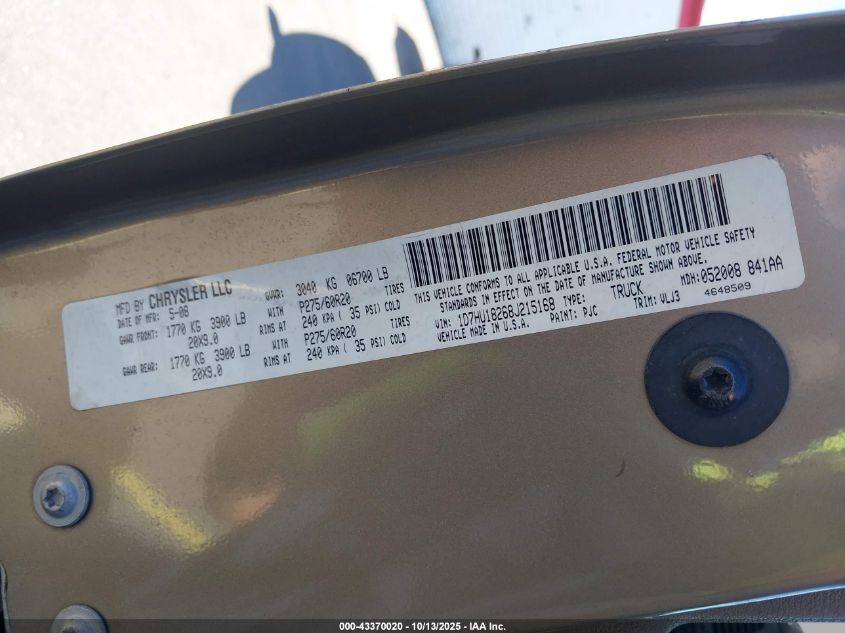 MFD BY CHRYSLER LLC
DATE OF MFR: 5-08 GVWR: 3040 KG 06700 LB
GAWR FRONT: 1770 KG 3900 LB WITH P275/60R20 TIRES
20X9.0 RIMS AT 240 KPA ( 35 PSI) COLD
GAWR REAR: 1770 KG 3900 LB WITH P275/60R20 TIRES
20X9.0 RIMS AT 240 KPA ( 35 PSI) COLD
THIS VEHICLE CONFORMS TO ALL APPLICABLE U.S.A. FEDERAL MOTOR VEHICLE SAFETY
STANDARDS IN EFFECT ON THE DATE OF MANUFACTURE SHOWN ABOVE.
MDH: 052008 841AA
VIN: 1D7HU18268J215168 TYPE: TRUCK 4648509
VEHICLE MADE IN U.S.A. PAINT: PJC TRIM: VLJ3
000-43370020 - 10/13/2025 - IAA Inc.